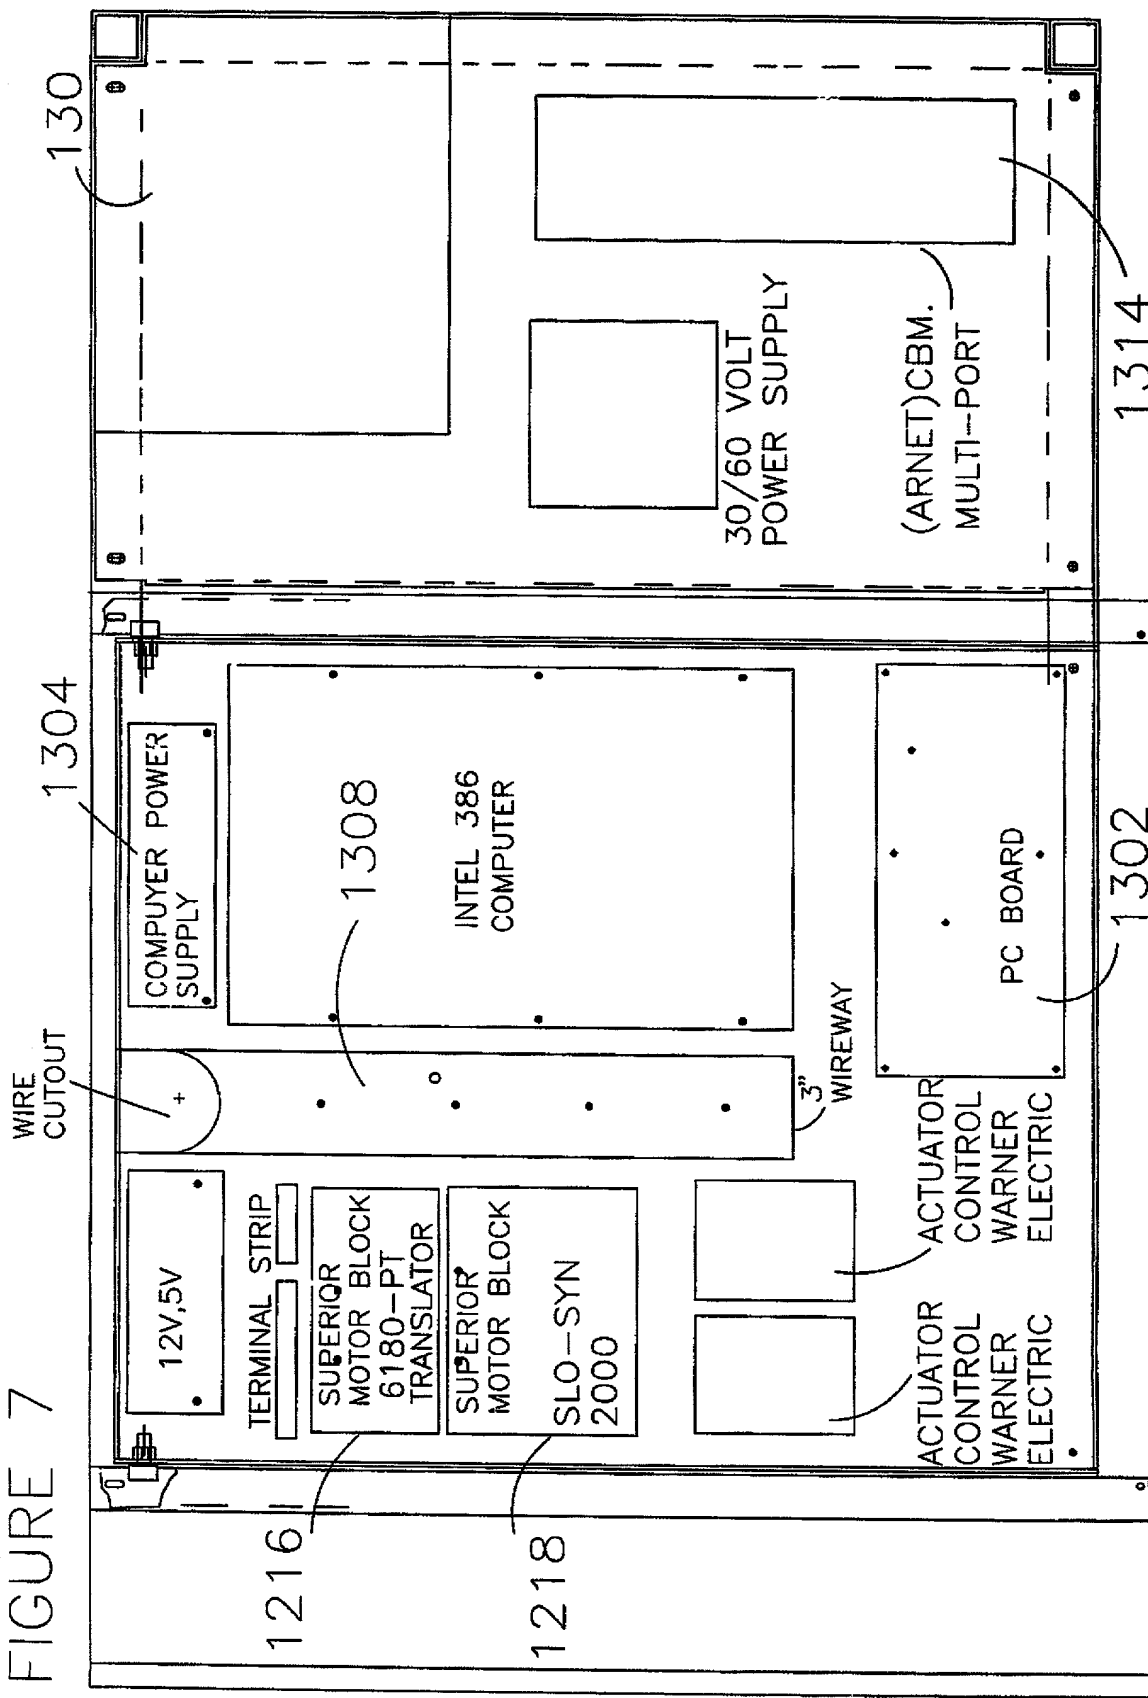 FIGURE 7
WIRE
CUTOUT
1304
130
12V,5V
COMPUYER POWER
SUPPLY
TERMINAL STRIP
1216
SUPERIOR
MOTOR BLOCK
6180-PT
TRANSLATOR
1308
1218
SUPERIOR
MOTOR BLOCK
SLO-SYN
2000
INTEL 386
COMPUTER
30/60 VOLT
POWER SUPPLY
3"
WIREWAY
(ARNET)CBM.
MULTI-PORT
ACTUATOR
CONTROL
WARNER
ELECTRIC
ACTUATOR
CONTROL
WARNER
ELECTRIC
PC BOARD
1302
1314